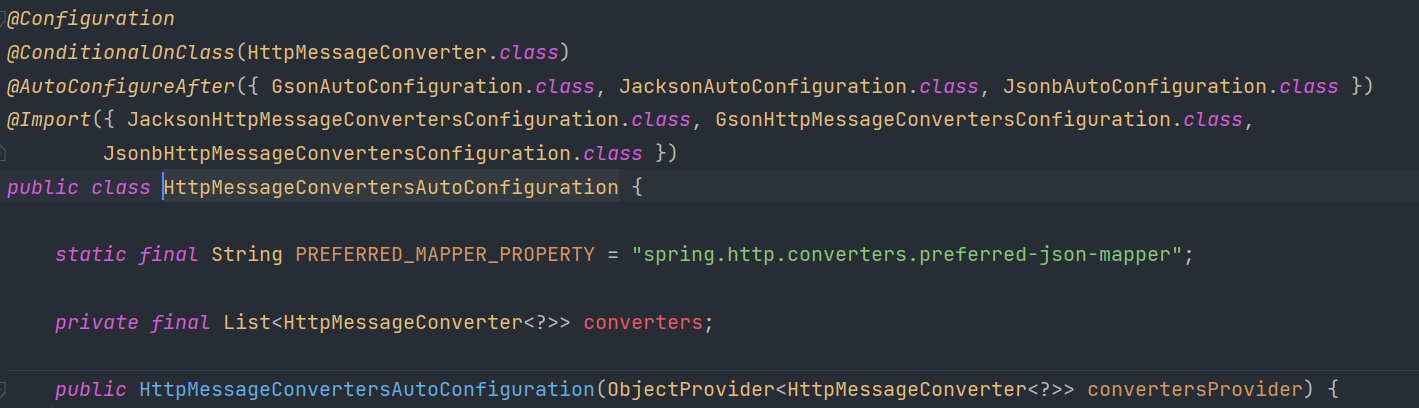 @Configuration
@ConditionalOnClass(HttpMessageConverter.class)
@AutoConfigureAfter({ GsonAutoConfiguration.class, JacksonAutoConfiguration.class, JsonbAutoConfiguration.class })
@Import({ JacksonHttpMessageConvertersConfiguration.class, GsonHttpMessageConvertersConfiguration.class,
        JsonbHttpMessageConvertersConfiguration.class })
public class HttpMessageConvertersAutoConfiguration {
    static final String PREFERRED_MAPPER_PROPERTY = "spring.http.converters.preferred-json-mapper";
    private final List<HttpMessageConverter<?>> converters;
    public HttpMessageConvertersAutoConfiguration(ObjectProvider<HttpMessageConverter<?>> convertersProvider) {